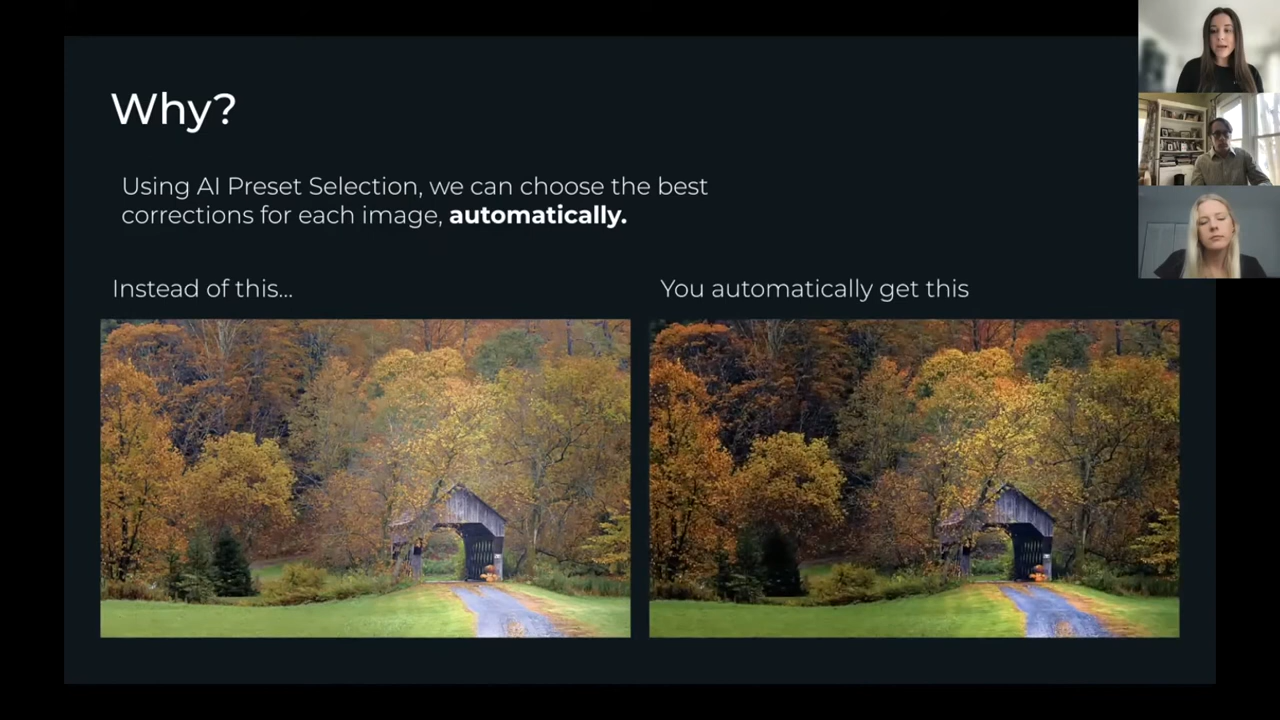 Why?
Using AI Preset Selection, we can choose the best
corrections for each image, automatically.
Instead of this...
You automatically get this